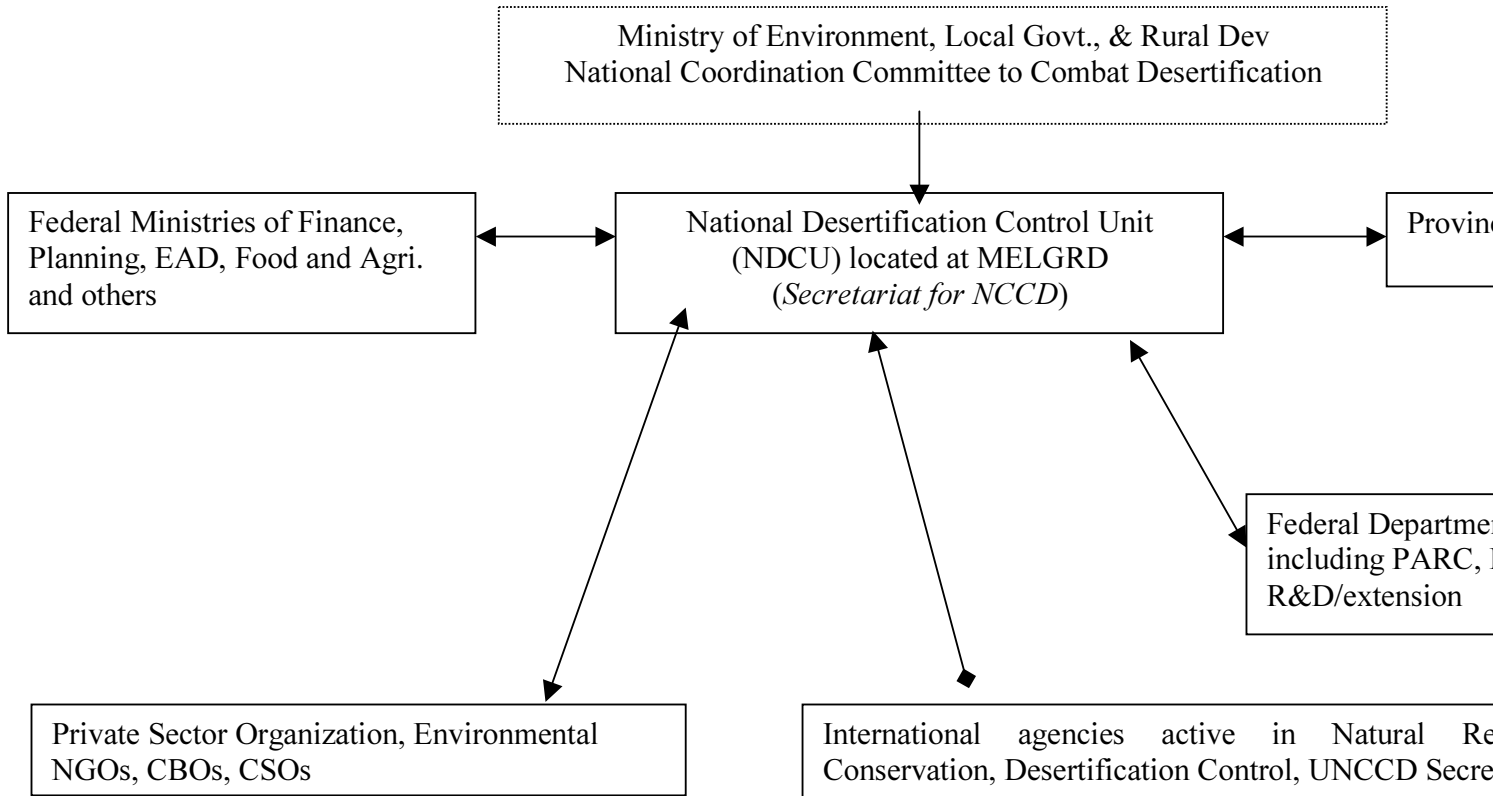 Ministry of Environment, Local Govt., & Rural Dev
National Coordination Committee to Combat Desertification
Federal Ministries of Finance,
Planning, EAD, Food and Agri.
and others
National Desertification Control Unit
(NDCU) located at MELGRD
(Secretariat for NCCD)
Federal
including PARC,
R&D/extension
Private Sector Organization, Environmental
NGOs, CBOs, CSOs
International agencies active in Natural
Conservation, Desertification Control, UNCCD